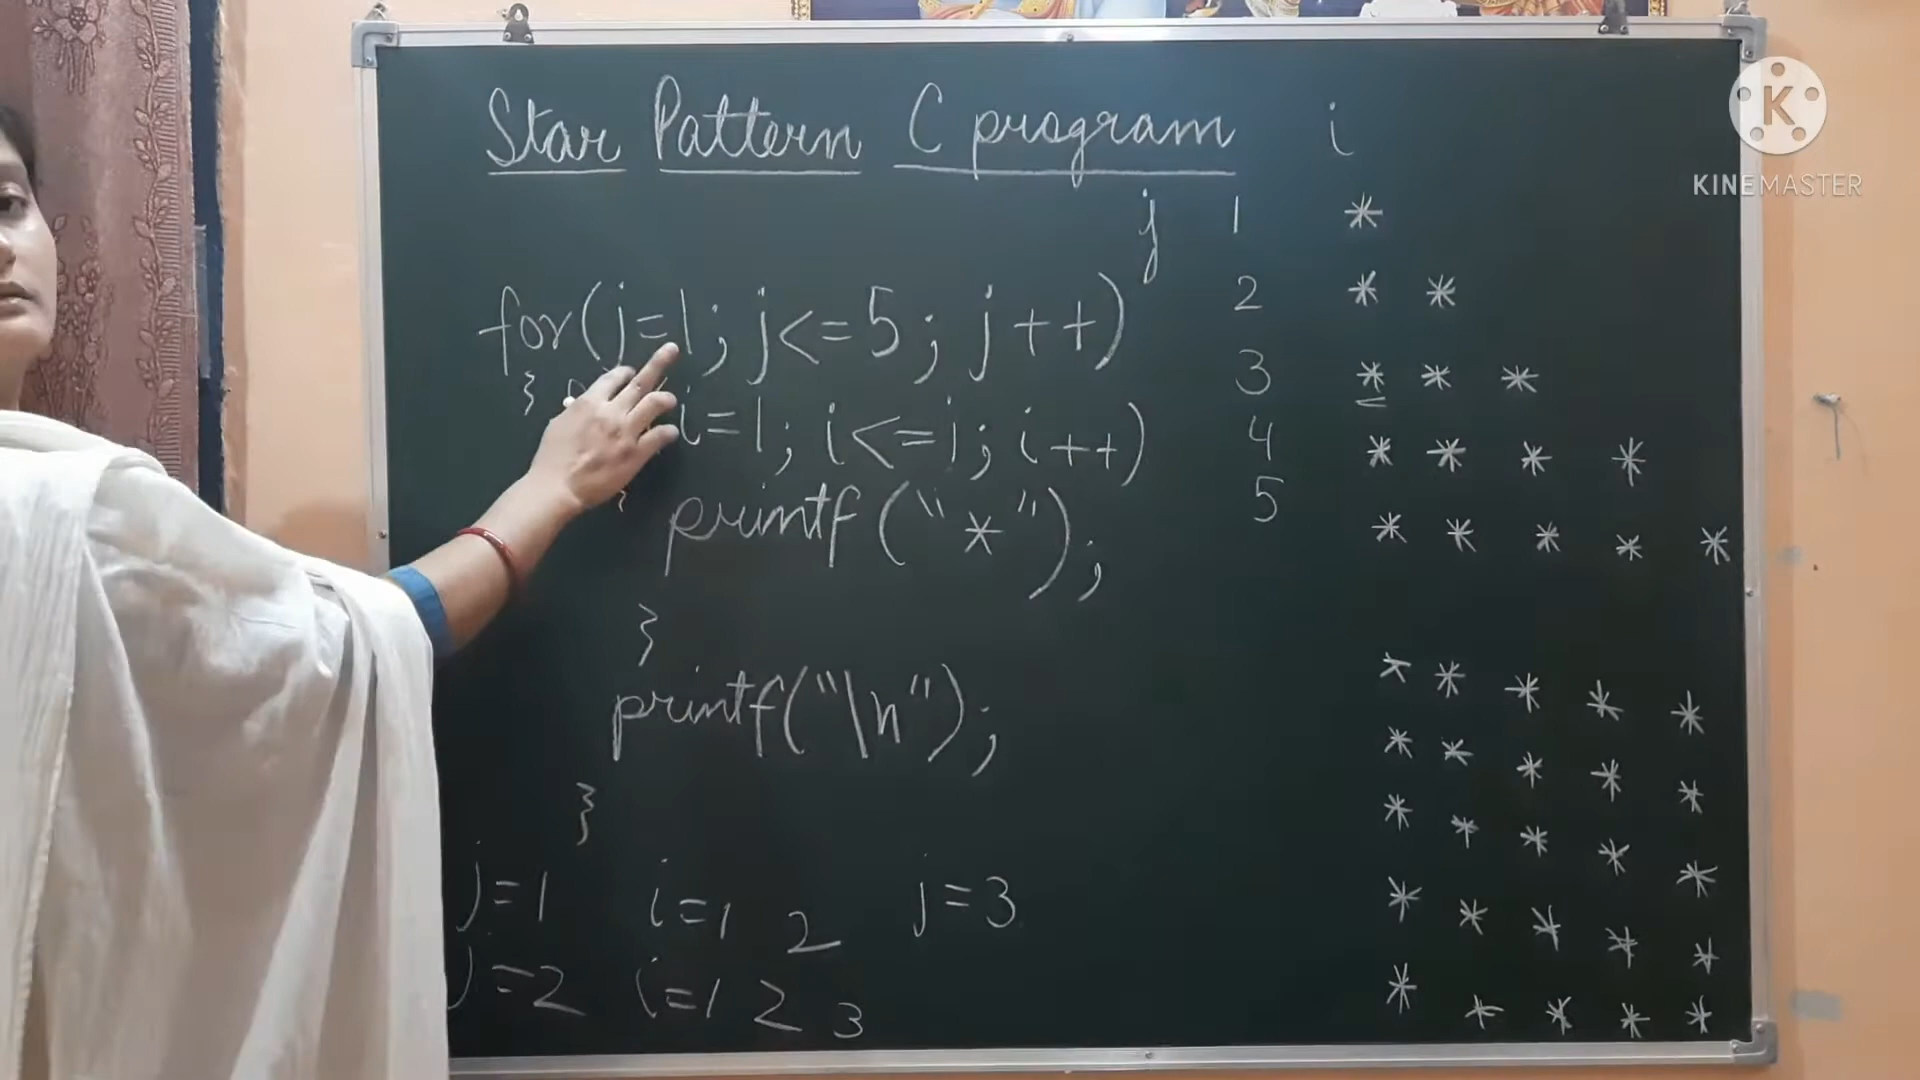 Star Pattern C program i
KINEMASTER
j 1 *
2 * *
for(j=1; j<=5; j++)
3 * * *
} i=1; i<=j; i++)
4 * * * *
} printf("*");
5 * * * * *
}
printf("\n");
}
* * * * *
* * * * *
* * * * *
* * * * *
* * * * *
j=1 i=1 2 j=3
j=2 i=1 2 3